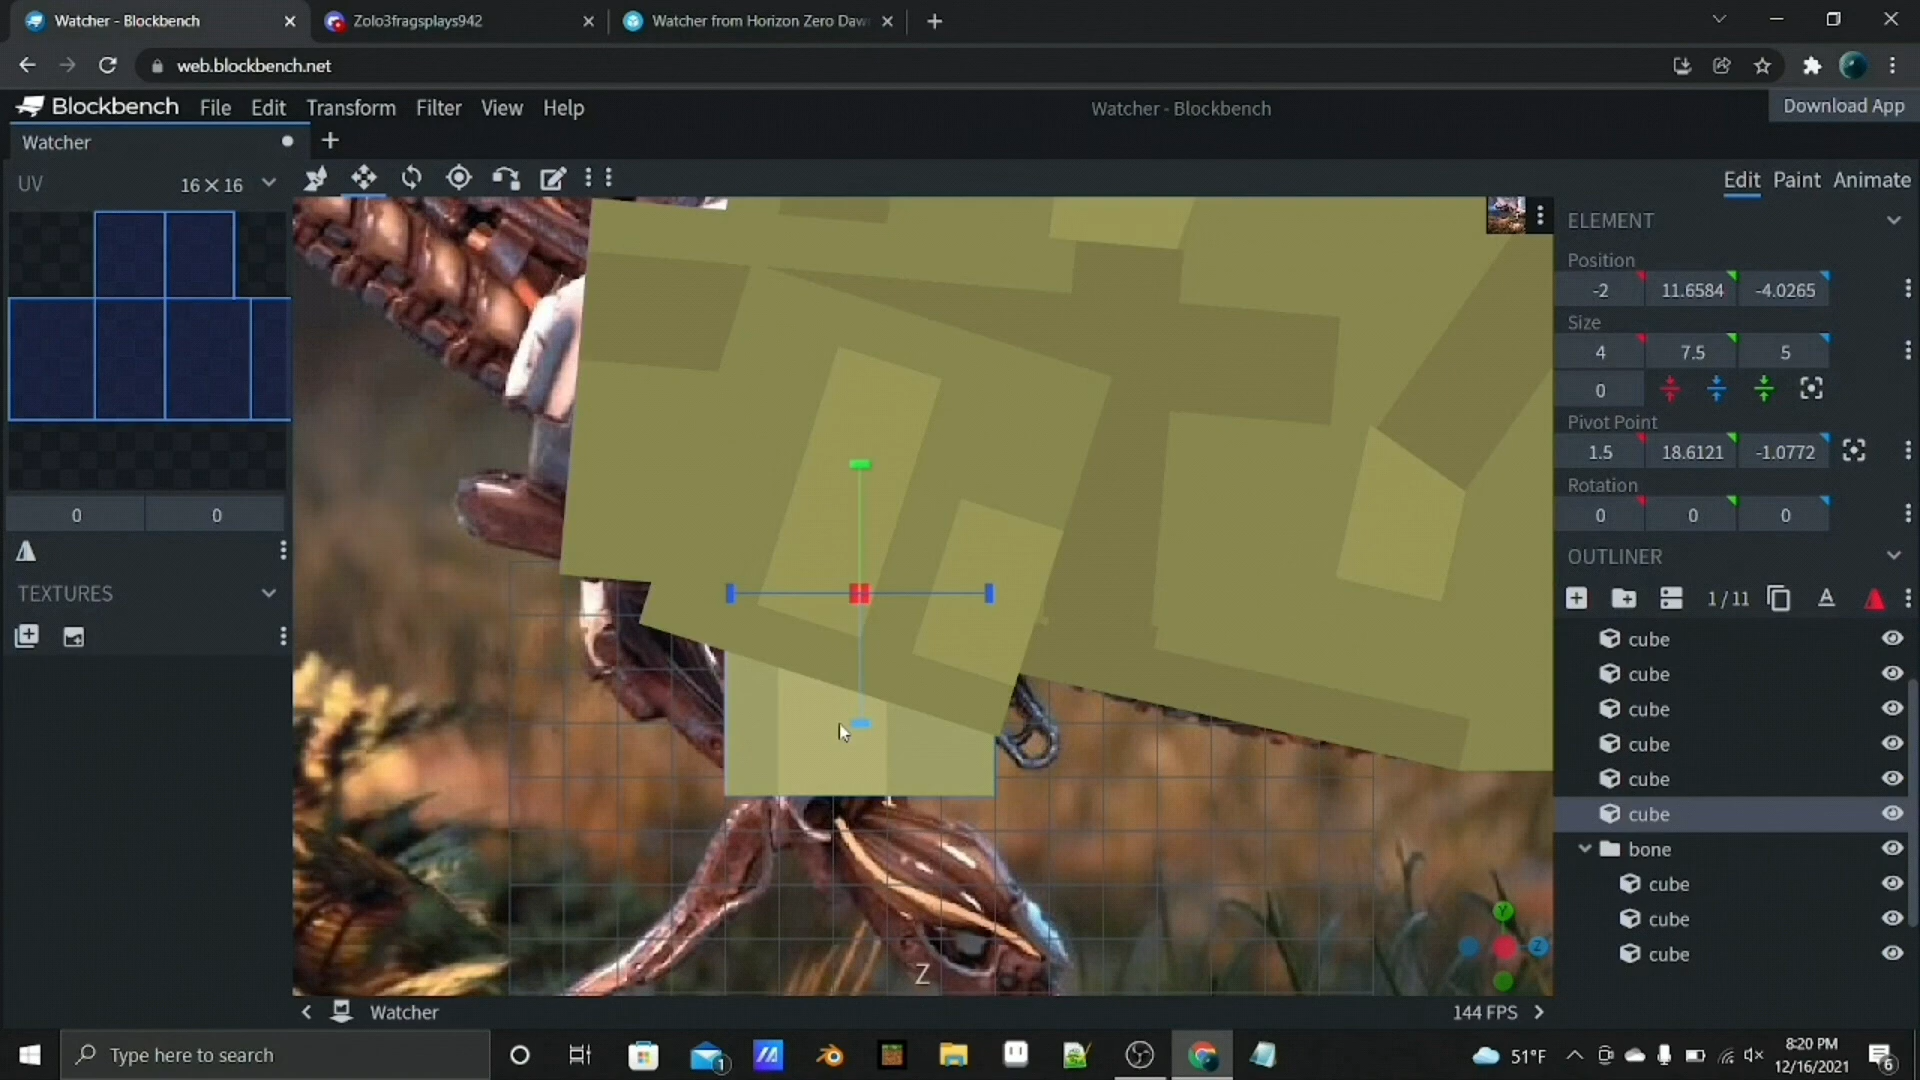 Watcher - Blockbench
Zolo3fragsplays942
Watcher from Horizon Zero Daw
web.blockbench.net
Blockbench
File
Edit
Transform
Filter
View
Help
Watcher - Blockbench
Download App
Watcher
UV
16×16
Edit
Paint
Animate
ELEMENT
Position
-2
11.6584
-4.0265
Size
4
7.5
5
0
Pivot Point
1.5
18.6121
-1.0772
Rotation
0
0
0
0
0
TEXTURES
OUTLINER
1/11
cube
cube
cube
cube
cube
cube
bone
cube
cube
cube
Y
Z
Z
Watcher
144 FPS
Type here to search
1
51°F
8:20 PM
12/16/2021
6